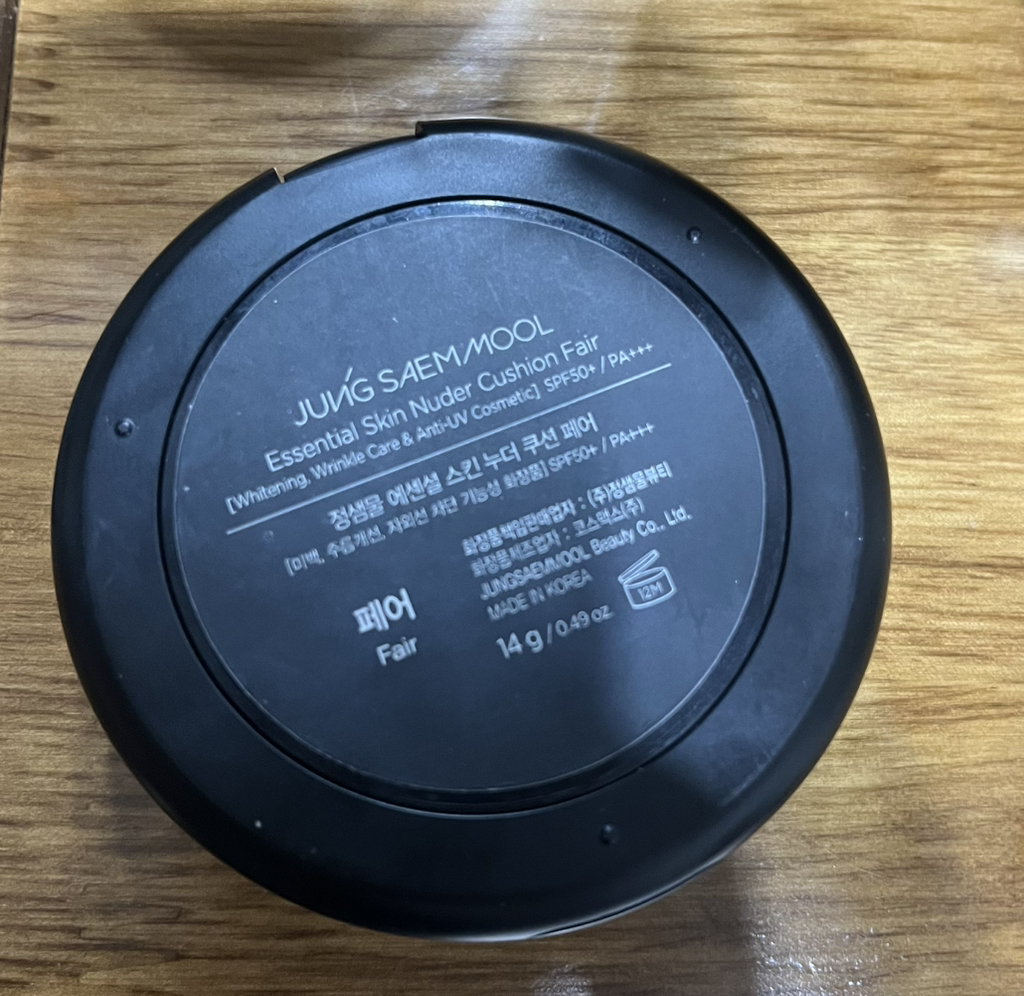 JUNG SAEM MOOL
Essential Skin Nuder Cushion Fair
[Whitening, Wrinkle Care & Anti-UV Cosmetic] SPF50+ / PA+++
정샘물 에센셜 스킨 누더 쿠션 페어
[미백, 주름개선, 자외선 차단 기능성 화장품] SPF50+ / PA+++
화장품책임판매업자 : (주)정샘물뷰티
화장품제조업자 : 코스맥스(주)
JUNGSAEMMOOL Beauty Co., Ltd.
MADE IN KOREA
14 g / 0.49 oz
12M
페어
Fair